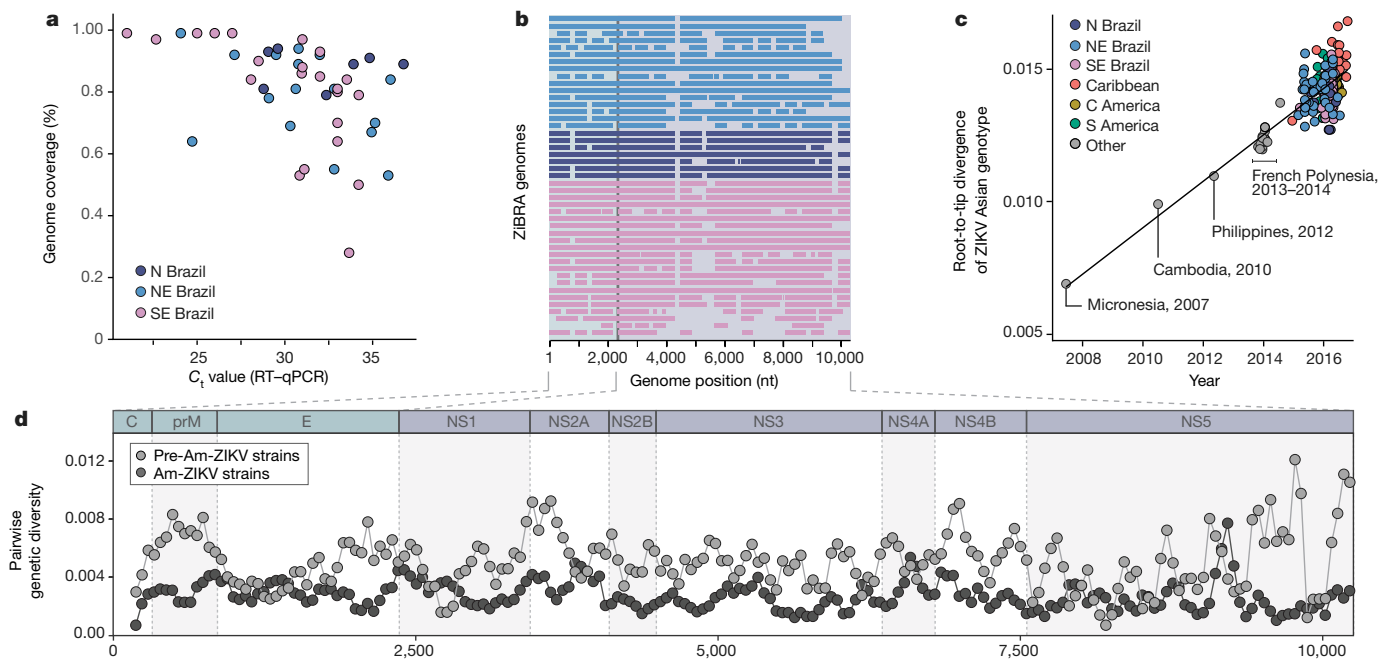 a
1.00
0.8
0.6
0.4
0.2
0
Genome coverage (%)
N Brazil
NE Brazil
SE Brazil
25
30
35
Ct value (RT–qPCR)
b
ZiBRA genomes
1
2,000
4,000
6,000
8,000
10,000
Genome position (nt)
c
N Brazil
NE Brazil
SE Brazil
Caribbean
C America
S America
Other
0.015
0.010
0.005
Root-to-tip divergence
of ZIKV Asian genotype
French Polynesia,
2013–2014
Philippines, 2012
Cambodia, 2010
Micronesia, 2007
2008
2010
2012
2014
2016
Year
d
C
prM
E
NS1
NS2A
NS2B
NS3
NS4A
NS4B
NS5
Pre-Am-ZIKV strains
Am-ZIKV strains
0.012
0.008
0.004
0.00
Pairwise
genetic diversity
0
2,500
5,000
7,500
10,000